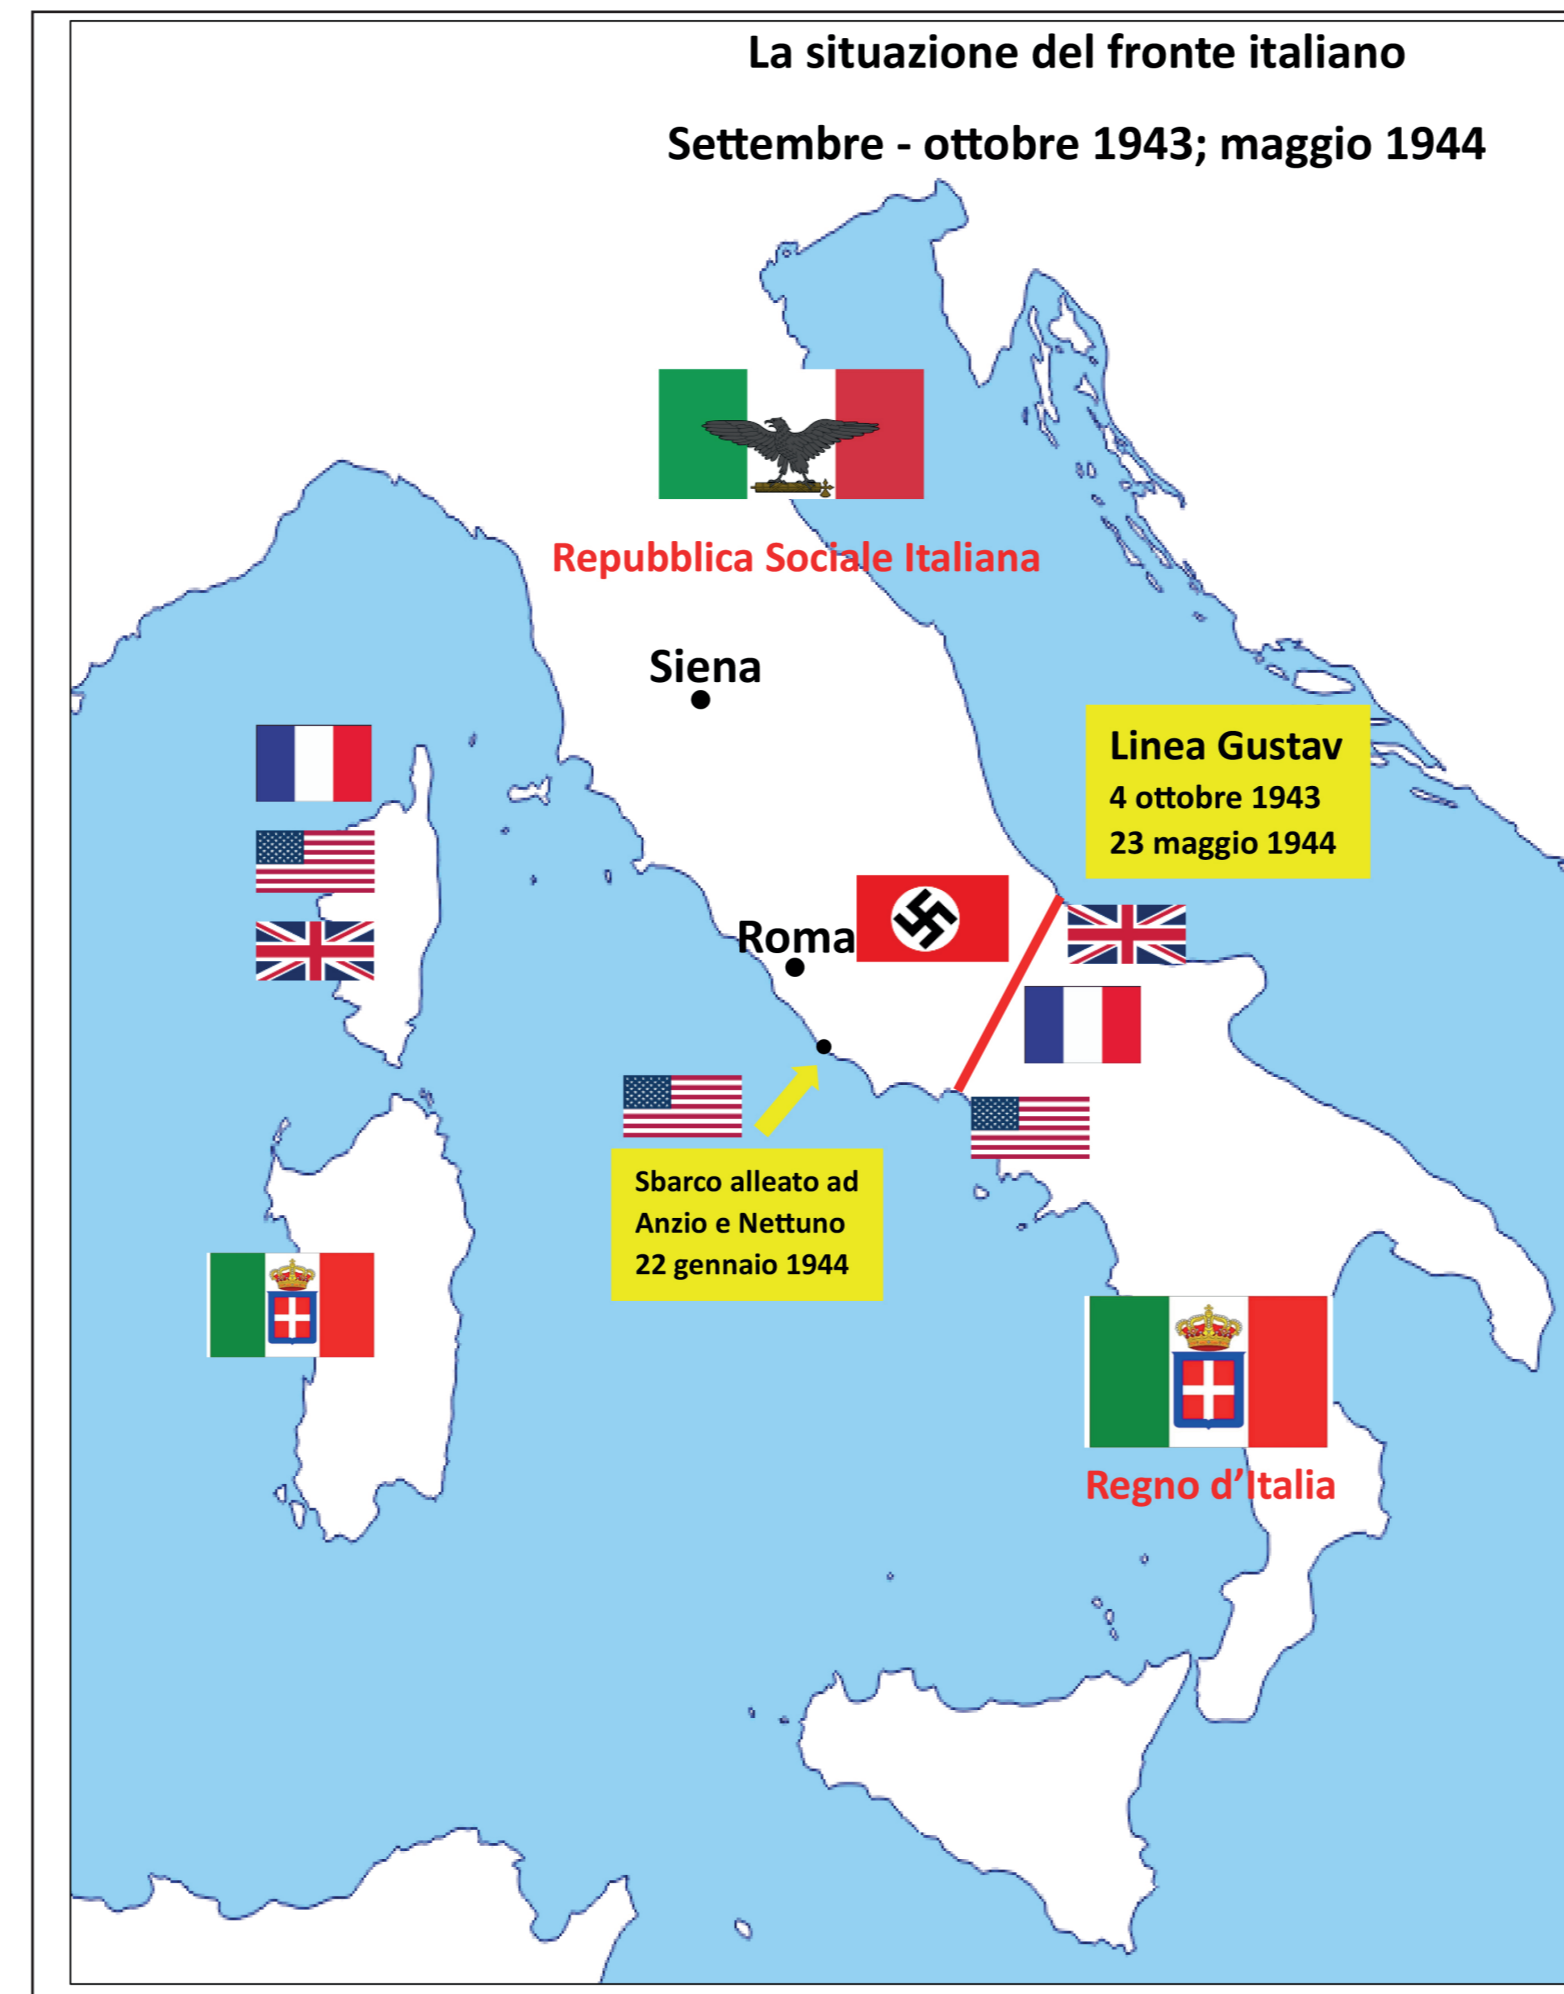 La situazione del fronte italiano
Settembre - ottobre 1943; maggio 1944
Repubblica Sociale Italiana
Siena
Linea Gustav
4 ottobre 1943
23 maggio 1944
Roma
Sbarco alleato ad
Anzio e Nettuno
22 gennaio 1944
Regno d’Italia